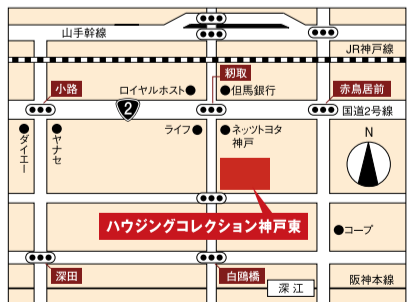 山手幹線
JR神戸線
小路
籾取
赤鳥居前
ロイヤルホスト
但馬銀行
2
国道2号線
ダイエー
ヤナセ
ライフ
ネッツトヨタ
神戸
N
ハウジングコレクション神戸東
コープ
深田
白鴎橋
深江
阪神本線